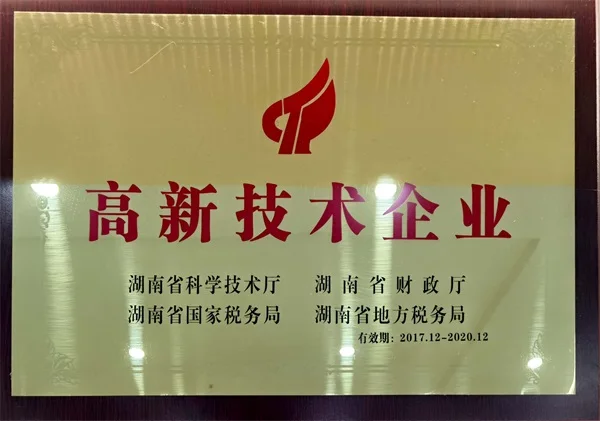 高新技术企业
湖南省科学技术厅 湖南省财政厅
湖南省国家税务局 湖南省地方税务局
有效期：2017.12-2020.12